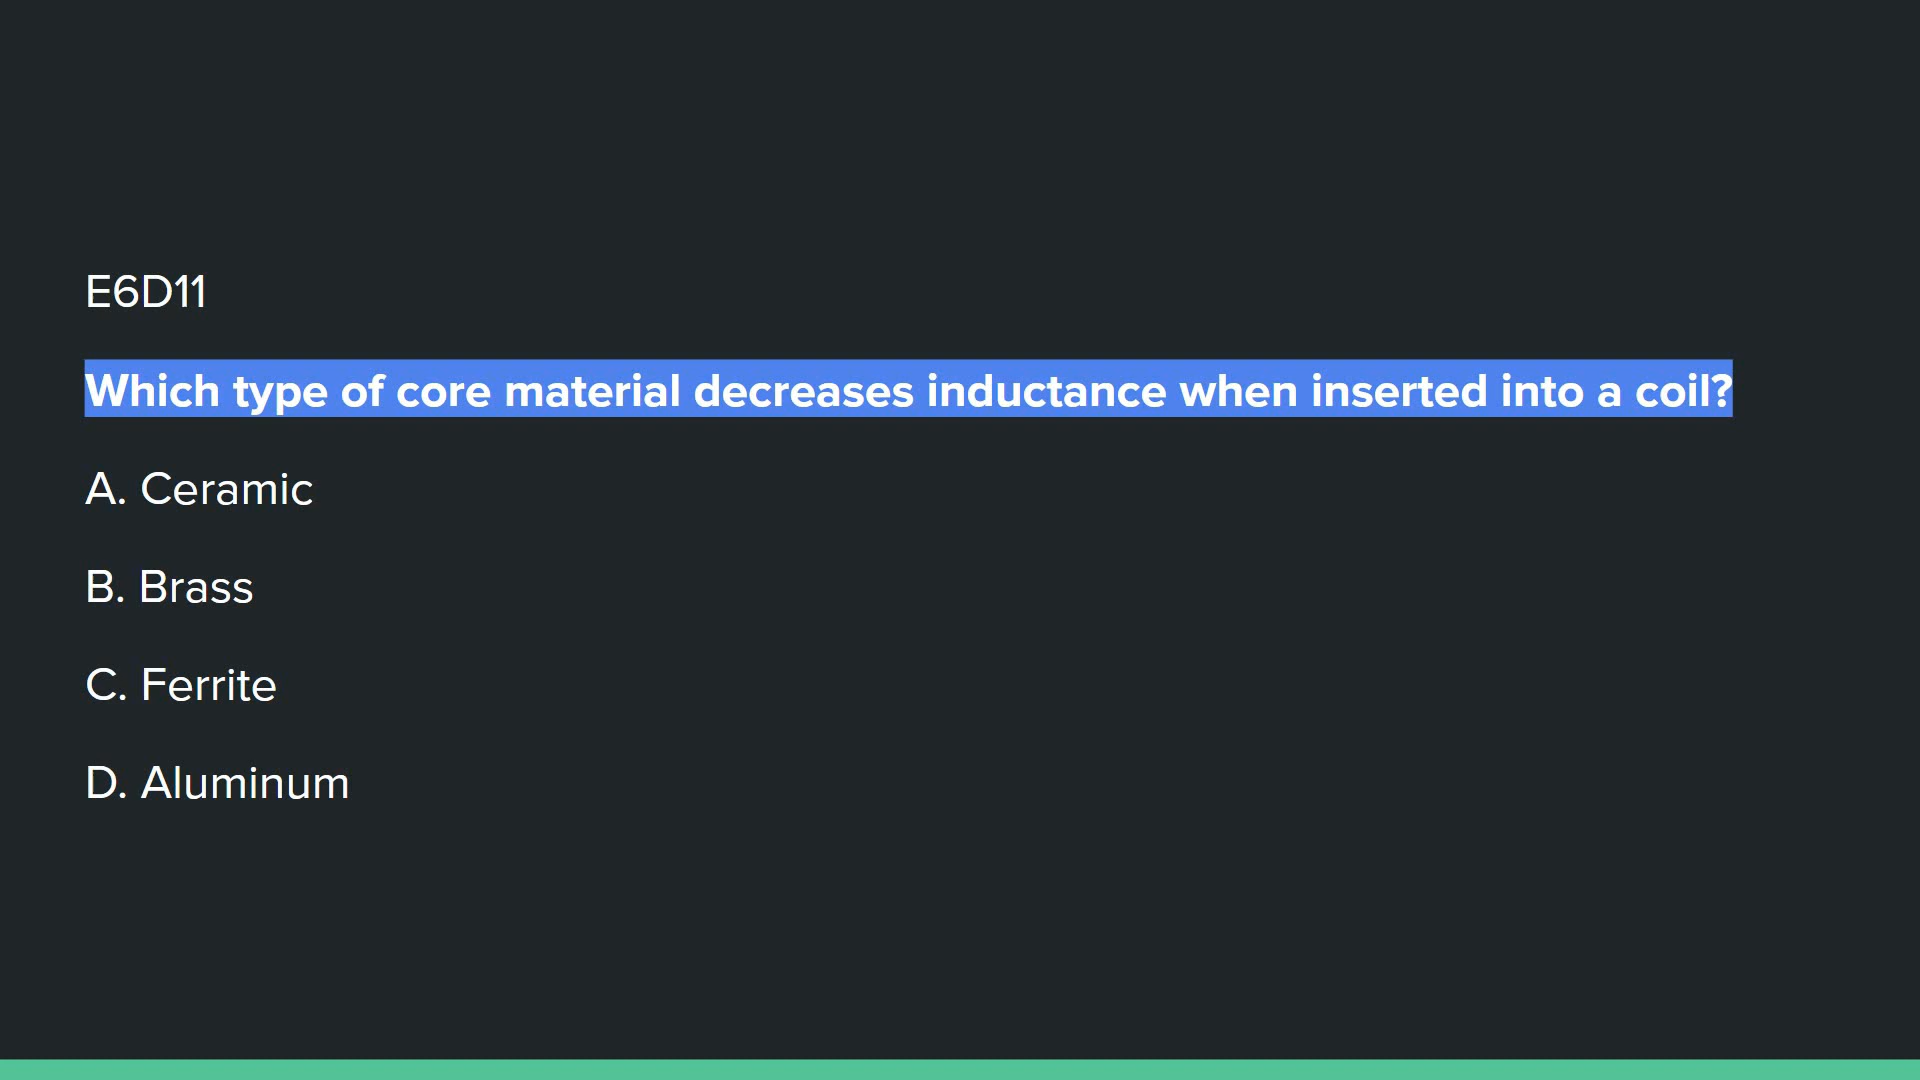 E6D11
Which type of core material decreases inductance when inserted into a coil?
A. Ceramic
B. Brass
C. Ferrite
D. Aluminum